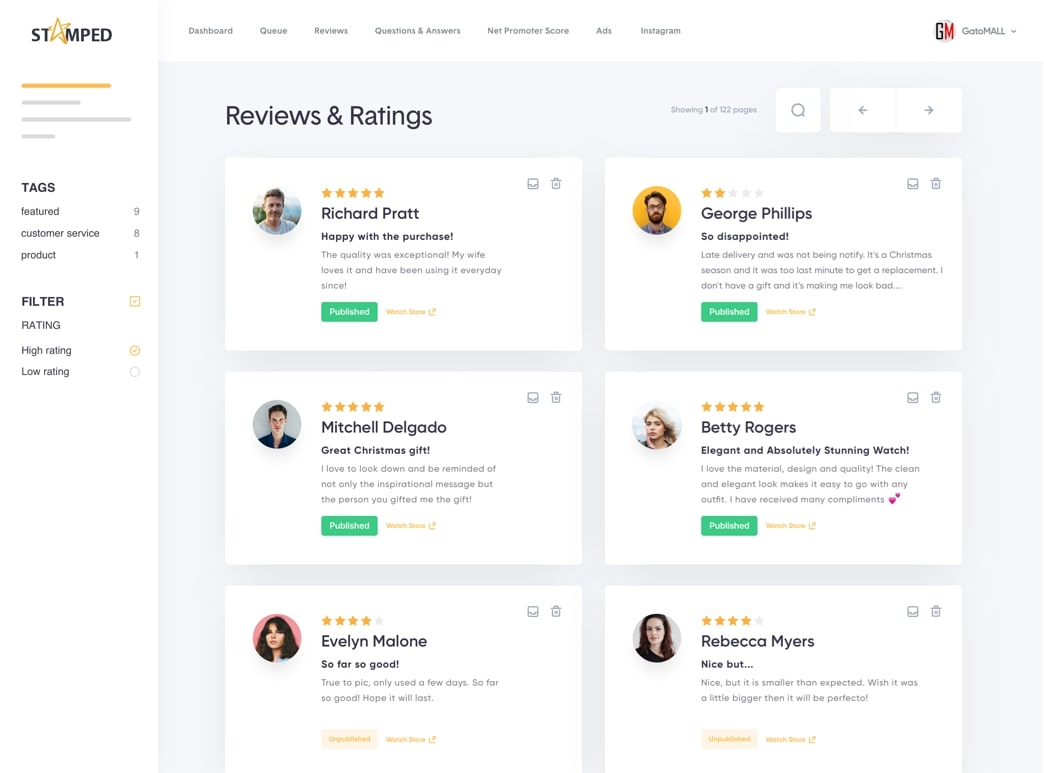 STAMPED
Dashboard
Queue
Reviews
Questions & Answers
Net Promoter Score
Ads
Instagram
GM
GatoMALL
TAGS
featured 9
customer service 8
product 1
FILTER
RATING
High rating
Low rating
Reviews & Ratings
Showing 1 of 122 pages
Richard Pratt
Happy with the purchase!
The quality was exceptional! My wife
loves it and have been using it everyday
since!
Published Watch Store
George Phillips
So disappointed!
Late delivery and was not being notify. It's a Christmas
season and it was too last minute to get a replacement. I
don't have a gift and it's making me look bad....
Published Watch Store
Mitchell Delgado
Great Christmas gift!
I love to look down and be reminded of
not only the inspirational message but
the person you gifted me the gift!
Published Watch Store
Betty Rogers
Elegant and Absolutely Stunning Watch!
I love the material, design and quality! The clean
and elegant look makes it easy to go with any
outfit. I have received many compliments 💕
Published Watch Store
Evelyn Malone
So far so good!
True to pic, only used a few days. So far
so good! Hope it will last.
Unpublished Watch Store
Rebecca Myers
Nice but...
Nice, but it is smaller than expected. Wish it was
a little bigger then it will be perfecto!
Unpublished Watch Store